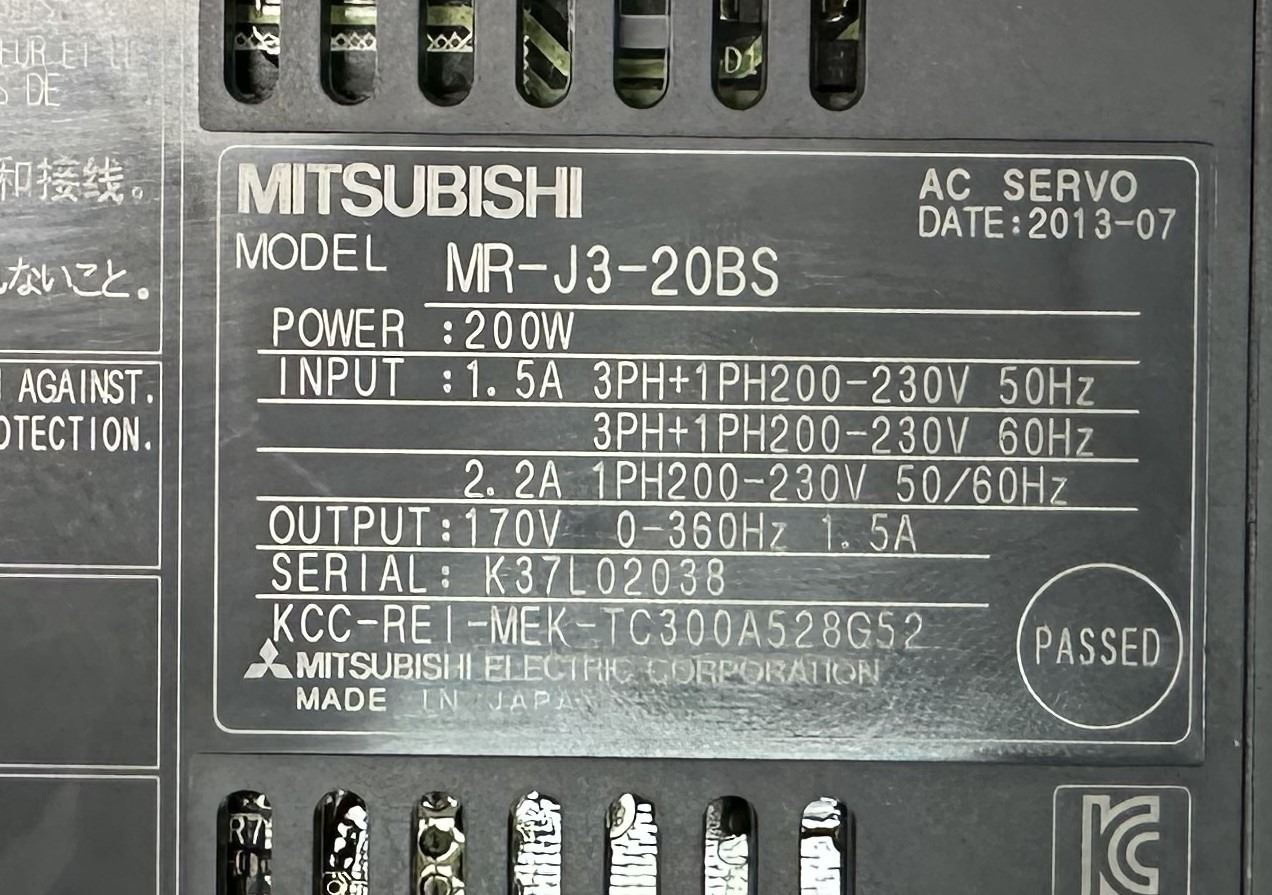 EUR ET
DE
和接线。
ないこと。
AGAINST.
OTECTION.
D1
MITSUBISHI
AC SERVO
DATE:2013-07
MODEL MR-J3-20BS
POWER :200W
INPUT :1.5A 3PH+1PH200-230V 50Hz
3PH+1PH200-230V 60Hz
2.2A 1PH200-230V 50/60Hz
OUTPUT:170V 0-360Hz 1.5A
SERIAL: K37L02038
KCC-REI-MEK-TC300A528G52
MITSUBISHI ELECTRIC CORPORATION
MADE IN JAPAN
PASSED
R7